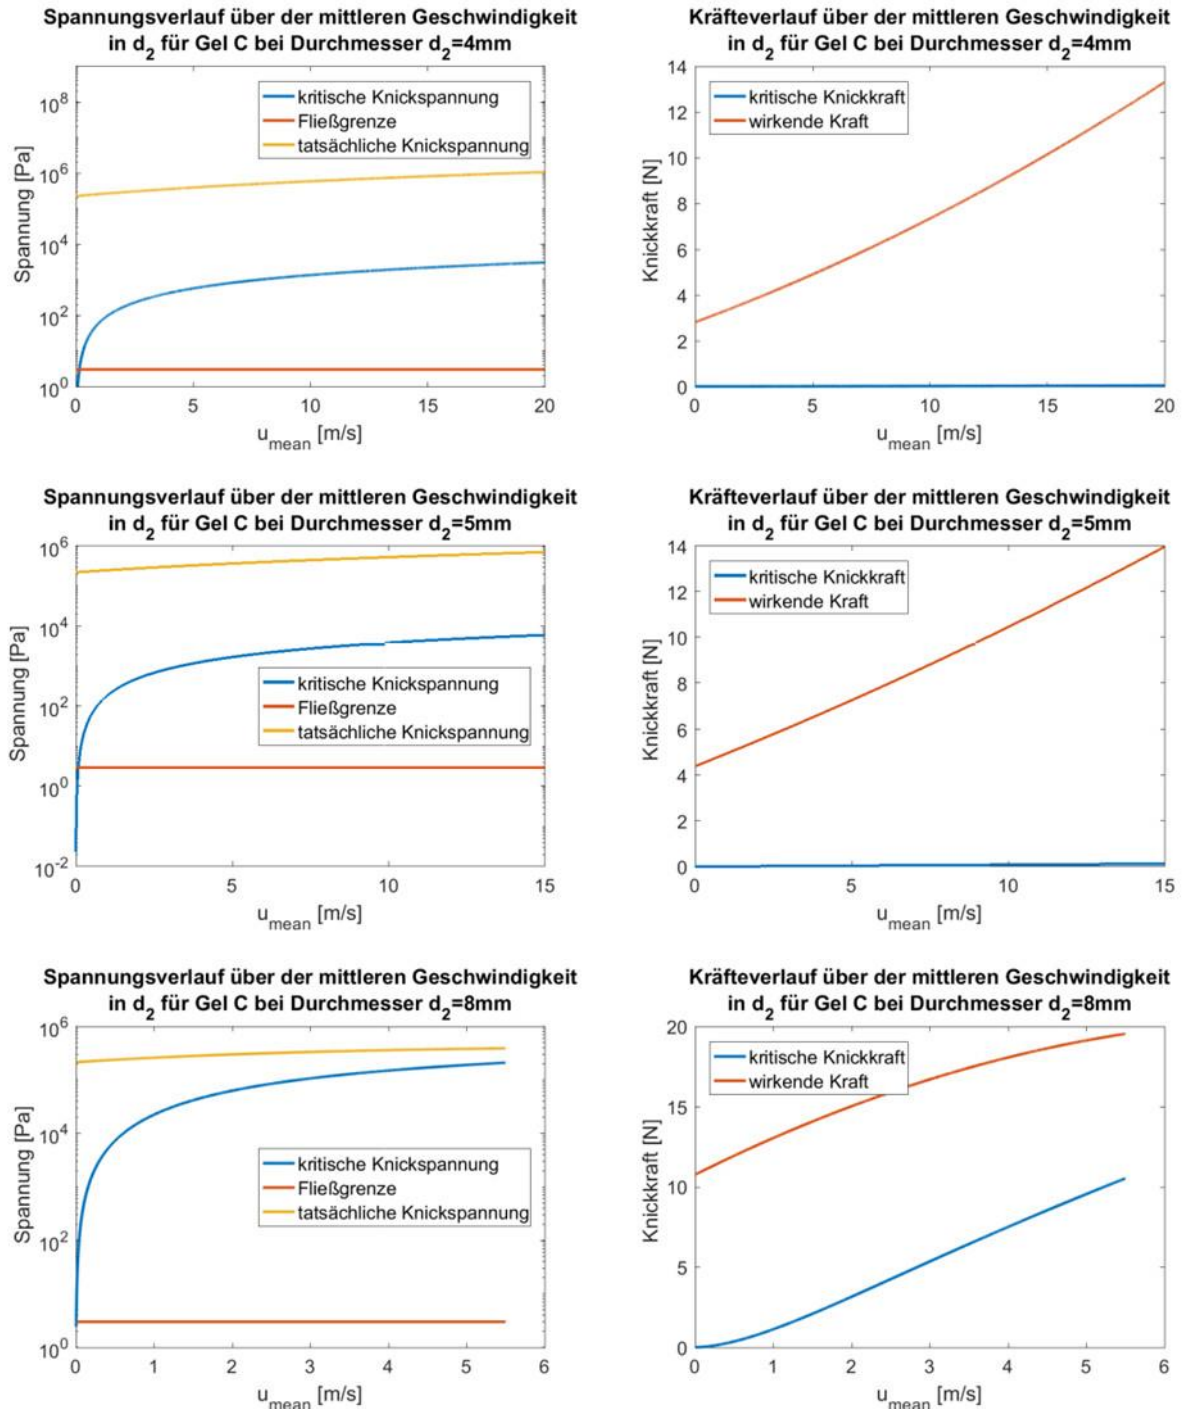 Spannungsverlauf über der mittleren Geschwindigkeit
in d2 für Gel C bei Durchmesser d2=4mm
Spannung [Pa]
10^8
10^6
10^4
10^2
10^0
kritische Knickspannung
Fließgrenze
tatsächliche Knickspannung
0 5 10 15 20
u_mean [m/s]
Kräfteverlauf über der mittleren Geschwindigkeit
in d2 für Gel C bei Durchmesser d2=4mm
Knickkraft [N]
14
12
10
8
6
4
2
0
kritische Knickkraft
wirkende Kraft
0 5 10 15 20
u_mean [m/s]
Spannungsverlauf über der mittleren Geschwindigkeit
in d2 für Gel C bei Durchmesser d2=5mm
Spannung [Pa]
10^6
10^4
10^2
10^0
10^-2
kritische Knickspannung
Fließgrenze
tatsächliche Knickspannung
0 5 10 15
u_mean [m/s]
Kräfteverlauf über der mittleren Geschwindigkeit
in d2 für Gel C bei Durchmesser d2=5mm
Knickkraft [N]
14
12
10
8
6
4
2
0
kritische Knickkraft
wirkende Kraft
0 5 10 15
u_mean [m/s]
Spannungsverlauf über der mittleren Geschwindigkeit
in d2 für Gel C bei Durchmesser d2=8mm
Spannung [Pa]
10^6
10^4
10^2
10^0
kritische Knickspannung
Fließgrenze
tatsächliche Knickspannung
0 1 2 3 4 5 6
u_mean [m/s]
Kräfteverlauf über der mittleren Geschwindigkeit
in d2 für Gel C bei Durchmesser d2=8mm
Knickkraft [N]
20
15
10
5
0
kritische Knickkraft
wirkende Kraft
0 1 2 3 4 5 6
u_mean [m/s]